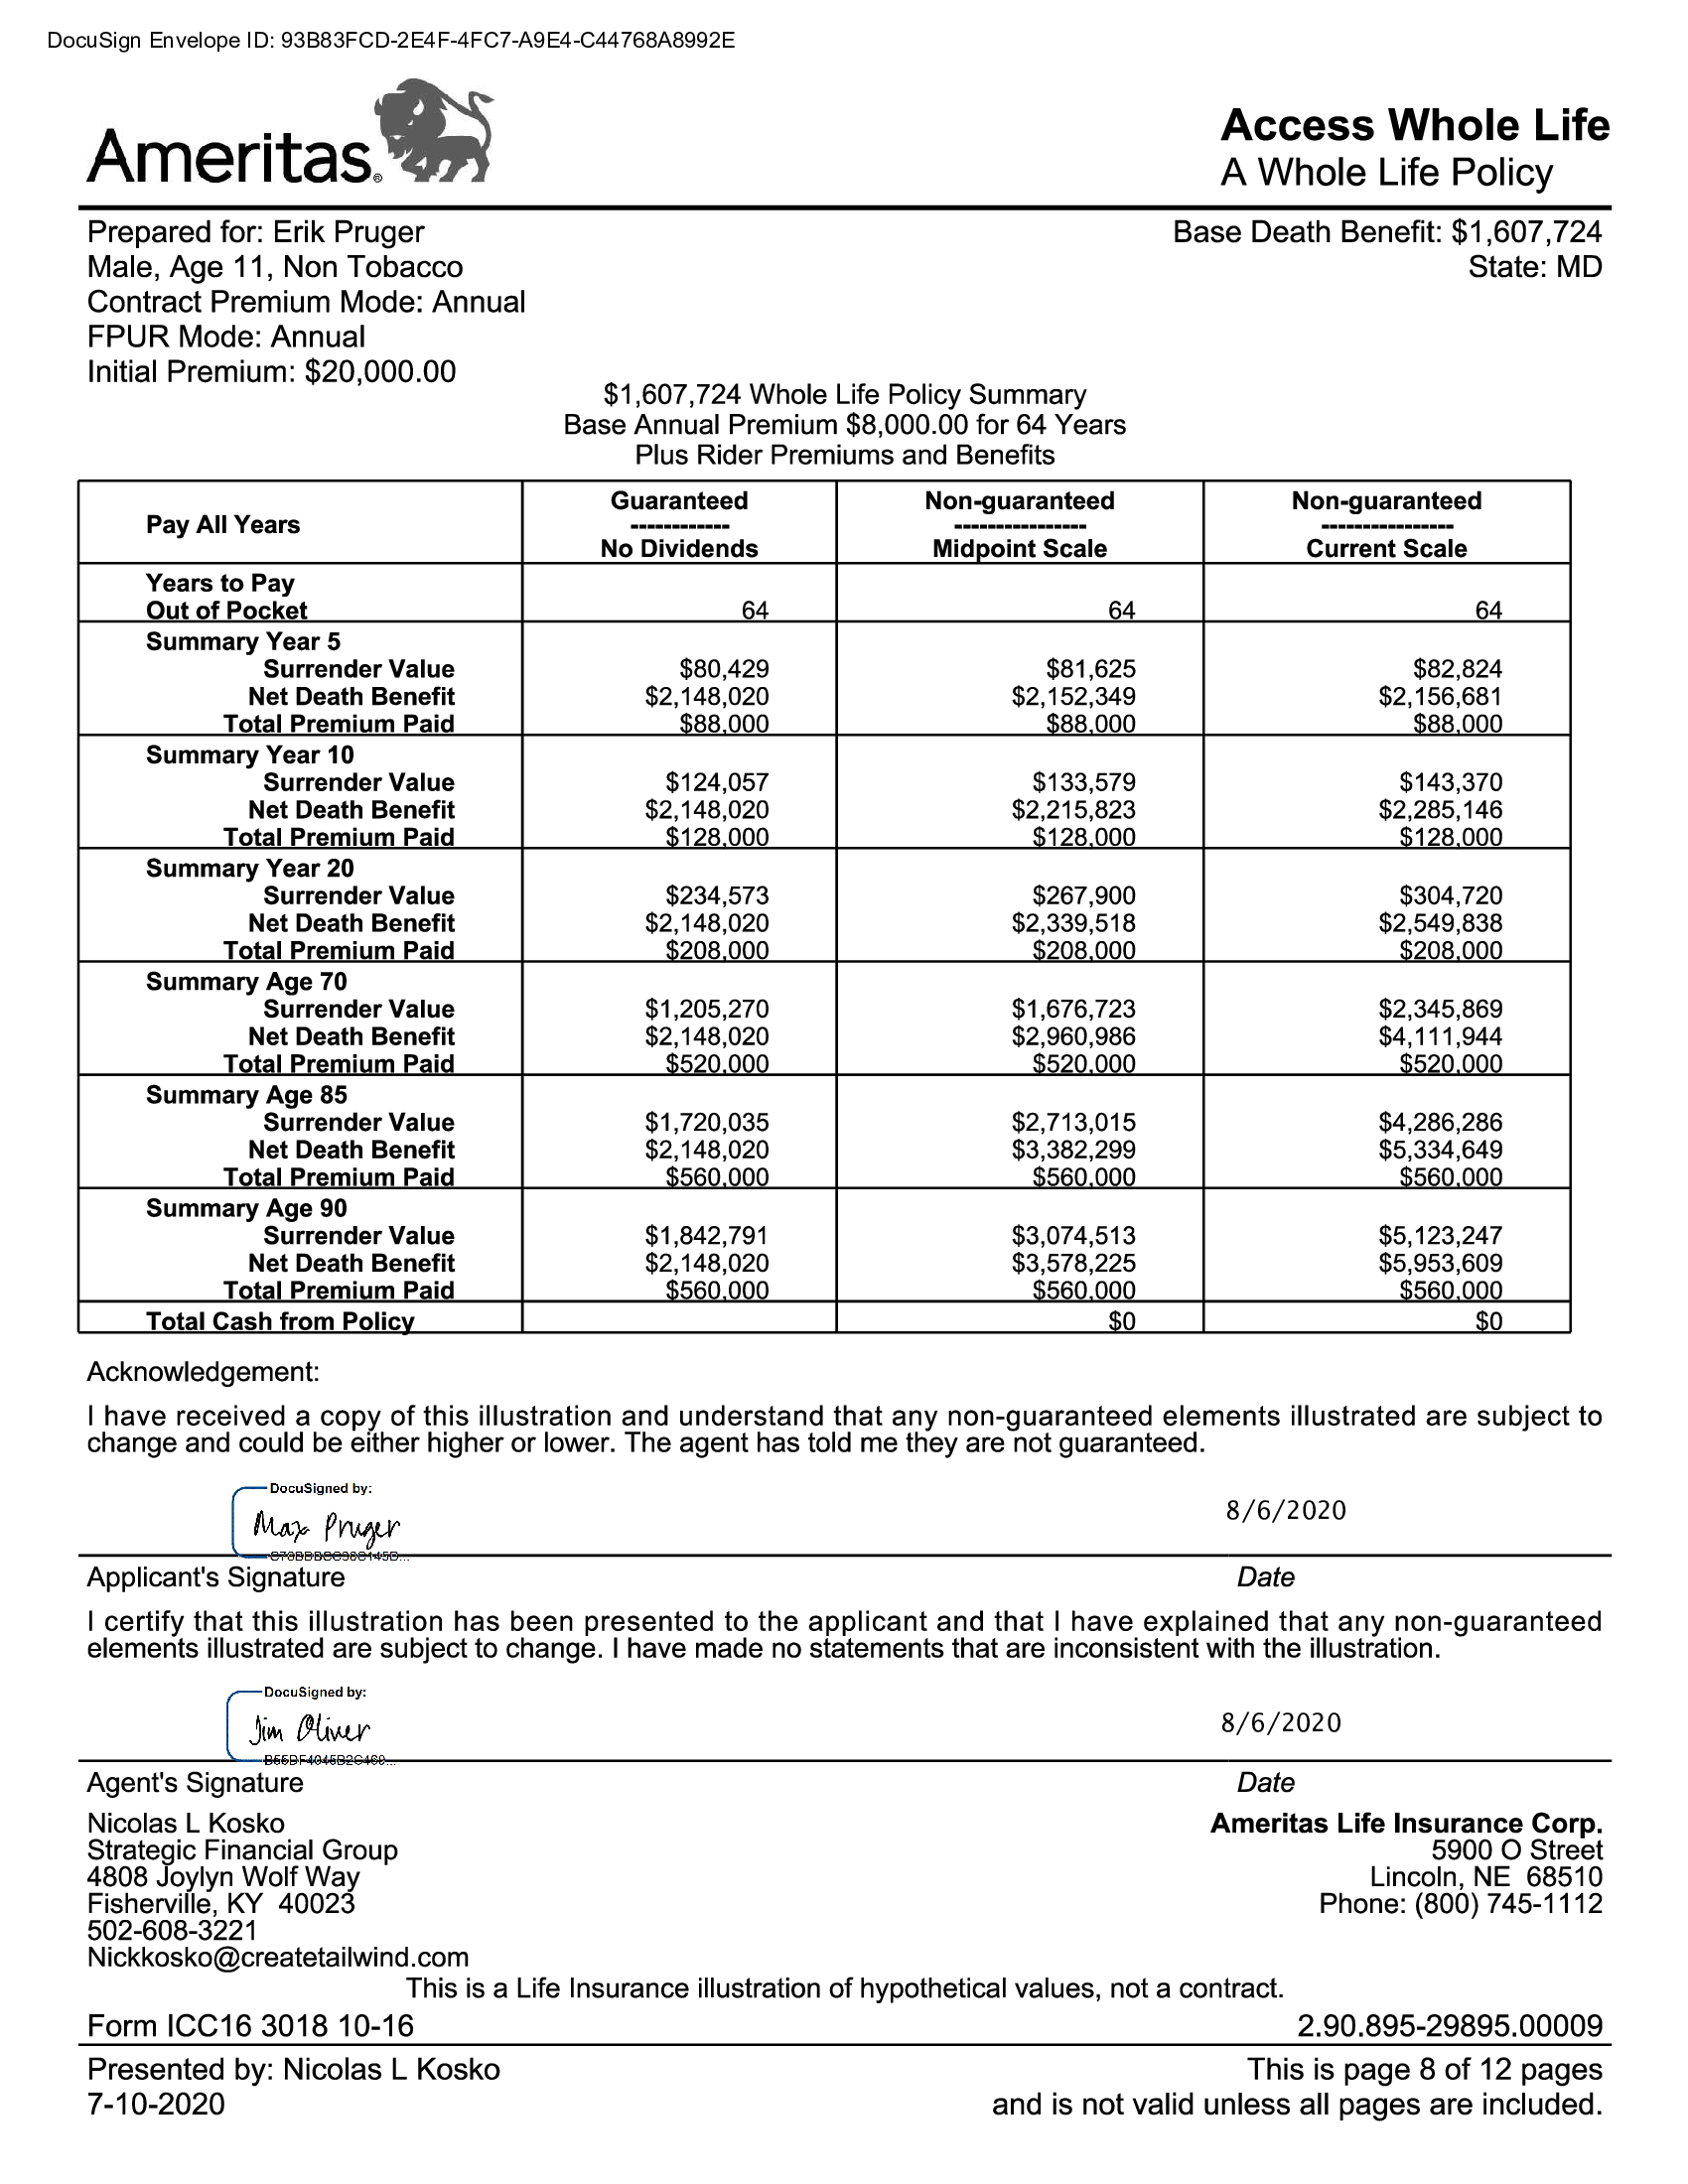 DocuSign Envelope ID: 93B83FCD-2E4F-4FC7-A9E4-C44768A8992E
Ameritas®
Access Whole Life
A Whole Life Policy
Prepared for: Erik Pruger
Base Death Benefit: $1,607,724
Male, Age 11, Non Tobacco
State: MD
Contract Premium Mode: Annual
FPUR Mode: Annual
Initial Premium: $20,000.00
$1,607,724 Whole Life Policy Summary
Base Annual Premium $8,000.00 for 64 Years
Plus Rider Premiums and Benefits
Pay All Years
Guaranteed
------------
No Dividends
Non-guaranteed
----------------
Midpoint Scale
Non-guaranteed
----------------
Current Scale
Years to Pay
Out of Pocket 64 64 64
Summary Year 5
Surrender Value $80,429 $81,625 $82,824
Net Death Benefit $2,148,020 $2,152,349 $2,156,681
Total Premium Paid $88,000 $88,000 $88,000
Summary Year 10
Surrender Value $124,057 $133,579 $143,370
Net Death Benefit $2,148,020 $2,215,823 $2,285,146
Total Premium Paid $128,000 $128,000 $128,000
Summary Year 20
Surrender Value $234,573 $267,900 $304,720
Net Death Benefit $2,148,020 $2,339,518 $2,549,838
Total Premium Paid $208,000 $208,000 $208,000
Summary Age 70
Surrender Value $1,205,270 $1,676,723 $2,345,869
Net Death Benefit $2,148,020 $2,960,986 $4,111,944
Total Premium Paid $520,000 $520,000 $520,000
Summary Age 85
Surrender Value $1,720,035 $2,713,015 $4,286,286
Net Death Benefit $2,148,020 $3,382,299 $5,334,649
Total Premium Paid $560,000 $560,000 $560,000
Summary Age 90
Surrender Value $1,842,791 $3,074,513 $5,123,247
Net Death Benefit $2,148,020 $3,578,225 $5,953,609
Total Premium Paid $560,000 $560,000 $560,000
Total Cash from Policy $0 $0
Acknowledgement:
I have received a copy of this illustration and understand that any non-guaranteed elements illustrated are subject to
change and could be either higher or lower. The agent has told me they are not guaranteed.
DocuSigned by:
Max Pruger
8/6/2020
Applicant's Signature
Date
I certify that this illustration has been presented to the applicant and that I have explained that any non-guaranteed
elements illustrated are subject to change. I have made no statements that are inconsistent with the illustration.
DocuSigned by:
Jim Oliver
8/6/2020
Agent's Signature
Date
Nicolas L Kosko
Strategic Financial Group
4808 Joylyn Wolf Way
Fisherville, KY 40023
502-608-3221
Nickkosko@createtailwind.com
Ameritas Life Insurance Corp.
5900 O Street
Lincoln, NE 68510
Phone: (800) 745-1112
This is a Life Insurance illustration of hypothetical values, not a contract.
Form ICC16 3018 10-16
2.90.895-29895.00009
Presented by: Nicolas L Kosko
7-10-2020
This is page 8 of 12 pages
and is not valid unless all pages are included.